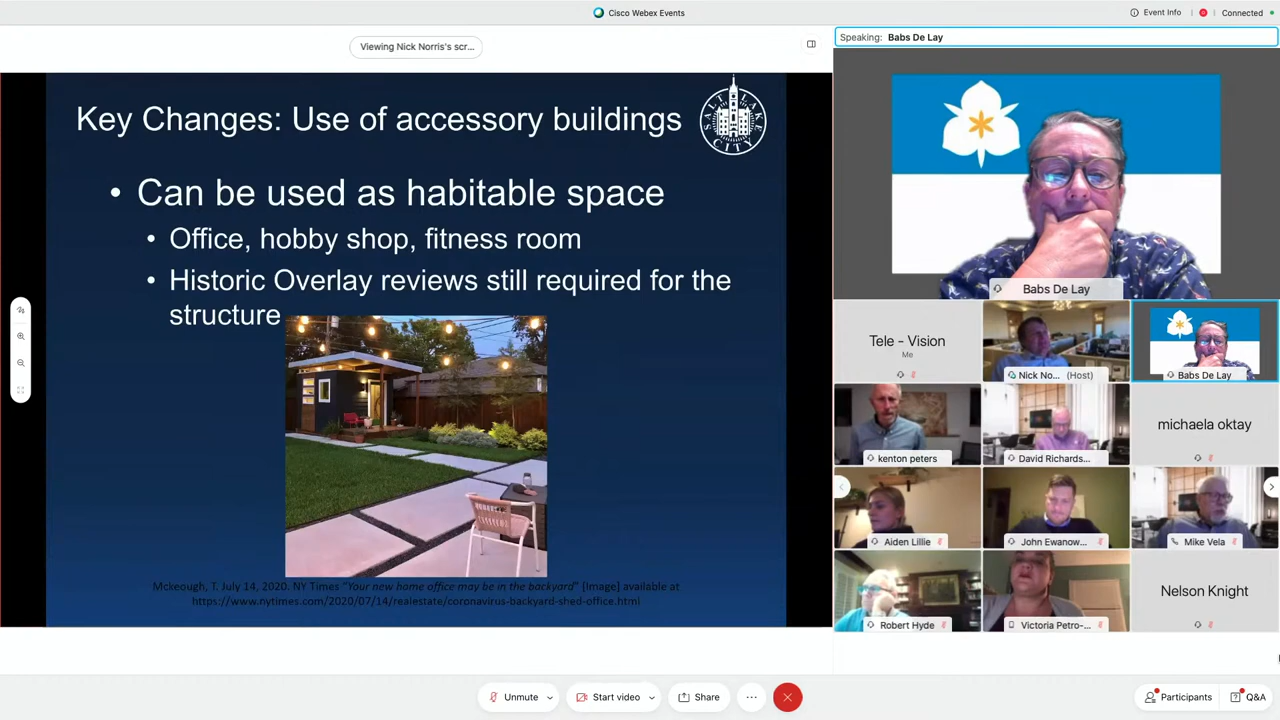 Cisco Webex Events
Event Info
Connected
Viewing Nick Norris's scr...
Speaking: Babs De Lay
Key Changes: Use of accessory buildings
SALT LAKE
CITY
• Can be used as habitable space
• Office, hobby shop, fitness room
• Historic Overlay reviews still required for the
structure
Mckeough, T. July 14, 2020. NY Times "Your new home office may be in the backyard" [Image] available at
https://www.nytimes.com/2020/07/14/realestate/coronavirus-backyard-shed-office.html
Babs De Lay
Tele - Vision
Me
Nick No... (Host)
Babs De Lay
kenton peters
David Richards...
michaela oktay
Aiden Lillie
John Ewanow...
Mike Vela
Robert Hyde
Victoria Petro-...
Nelson Knight
Unmute
Start video
Share
Participants
Q&A